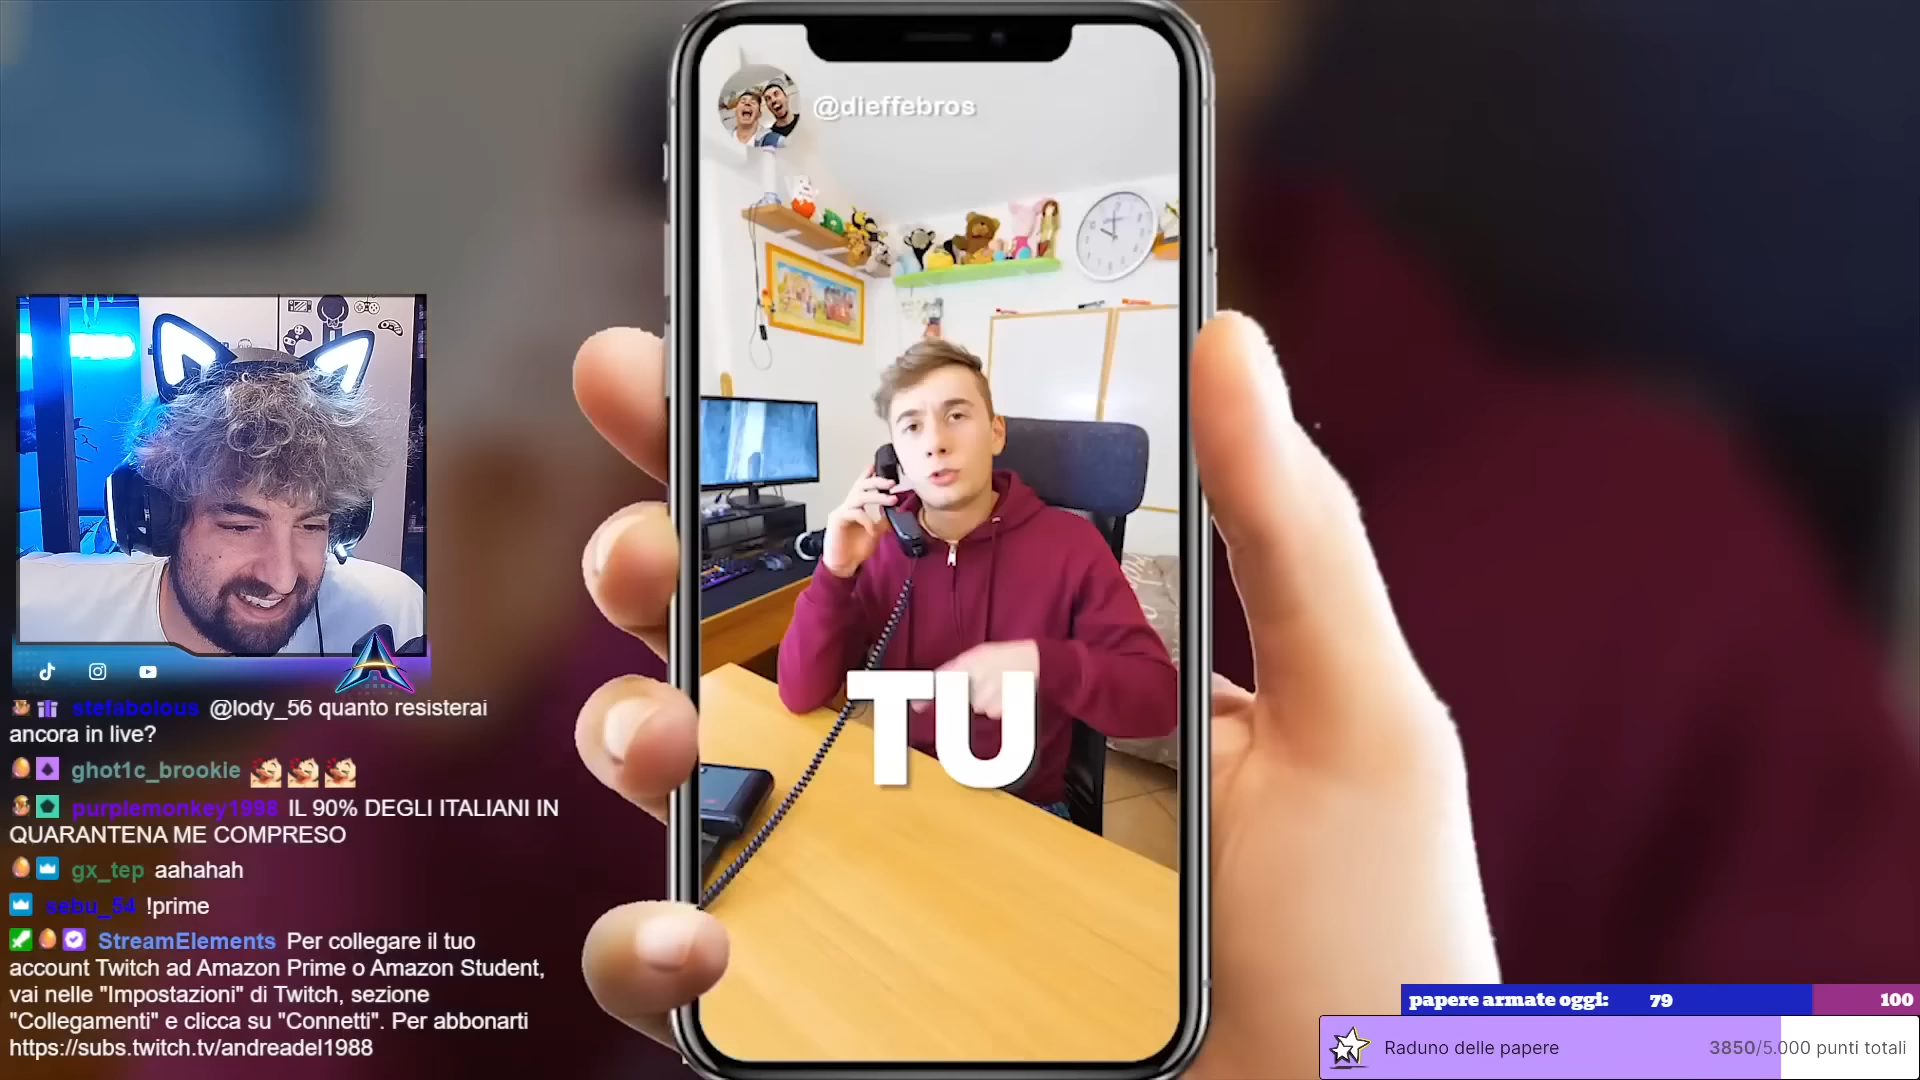 @dieffebros
TU
stefabolous @lody_56 quanto resisterai
ancora in live?
ghot1c_brookie
purplemonkey1998 IL 90% DEGLI ITALIANI IN
QUARANTENA ME COMPRESO
gx_tep aahahah
sebu_54 !prime
StreamElements Per collegare il tuo
account Twitch ad Amazon Prime o Amazon Student,
vai nelle "Impostazioni" di Twitch, sezione
"Collegamenti" e clicca su "Connetti". Per abbonarti
https://subs.twitch.tv/andreadel1988
papere armate oggi: 79 100
Raduno delle papere 3850/5.000 punti totali